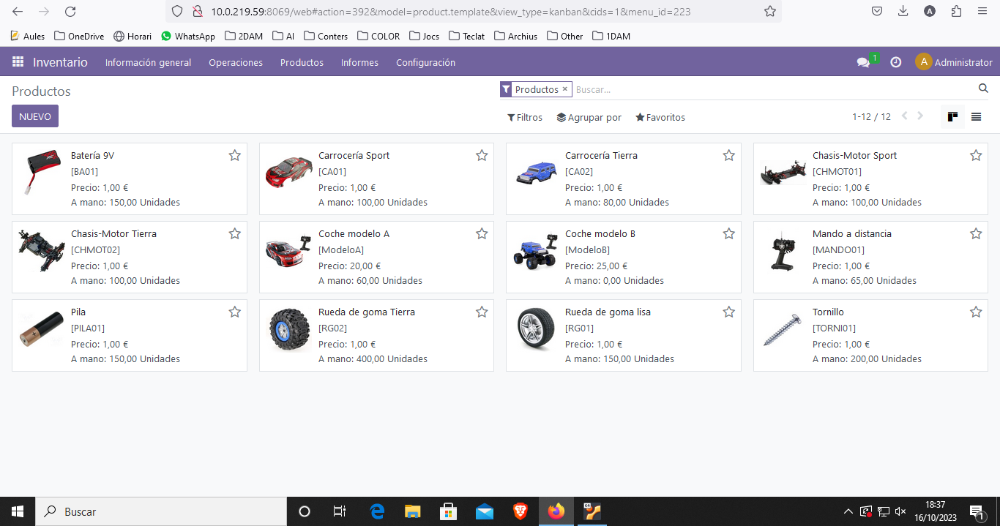 10.0.219.59:8069/web#action=392&model=product.template&view_type=kanban&cids=1&menu_id=223
A
Aules OneDrive Horari WhatsApp 2DAM AI Conters COLOR Jocs Teclat Archius Other 1DAM
Inventario Información general Operaciones Productos Informes Configuración 1 A Administrator
Productos
Productos × Buscar...
NUEVO
Filtros Agrupar por Favoritos 1-12 / 12
Batería 9V
[BA01]
Precio: 1,00 €
A mano: 150,00 Unidades
Carrocería Sport
[CA01]
Precio: 1,00 €
A mano: 100,00 Unidades
Carrocería Tierra
[CA02]
Precio: 1,00 €
A mano: 80,00 Unidades
Chasis-Motor Sport
[CHMOT01]
Precio: 1,00 €
A mano: 100,00 Unidades
Chasis-Motor Tierra
[CHMOT02]
Precio: 1,00 €
A mano: 100,00 Unidades
Coche modelo A
[ModeloA]
Precio: 20,00 €
A mano: 60,00 Unidades
Coche modelo B
[ModeloB]
Precio: 25,00 €
A mano: 0,00 Unidades
Mando a distancia
[MANDO01]
Precio: 1,00 €
A mano: 65,00 Unidades
Pila
[PILA01]
Precio: 1,00 €
A mano: 150,00 Unidades
Rueda de goma Tierra
[RG02]
Precio: 1,00 €
A mano: 400,00 Unidades
Rueda de goma lisa
[RG01]
Precio: 1,00 €
A mano: 150,00 Unidades
Tornillo
[TORNI01]
Precio: 1,00 €
A mano: 200,00 Unidades
Buscar
64
18:37
16/10/2023
1